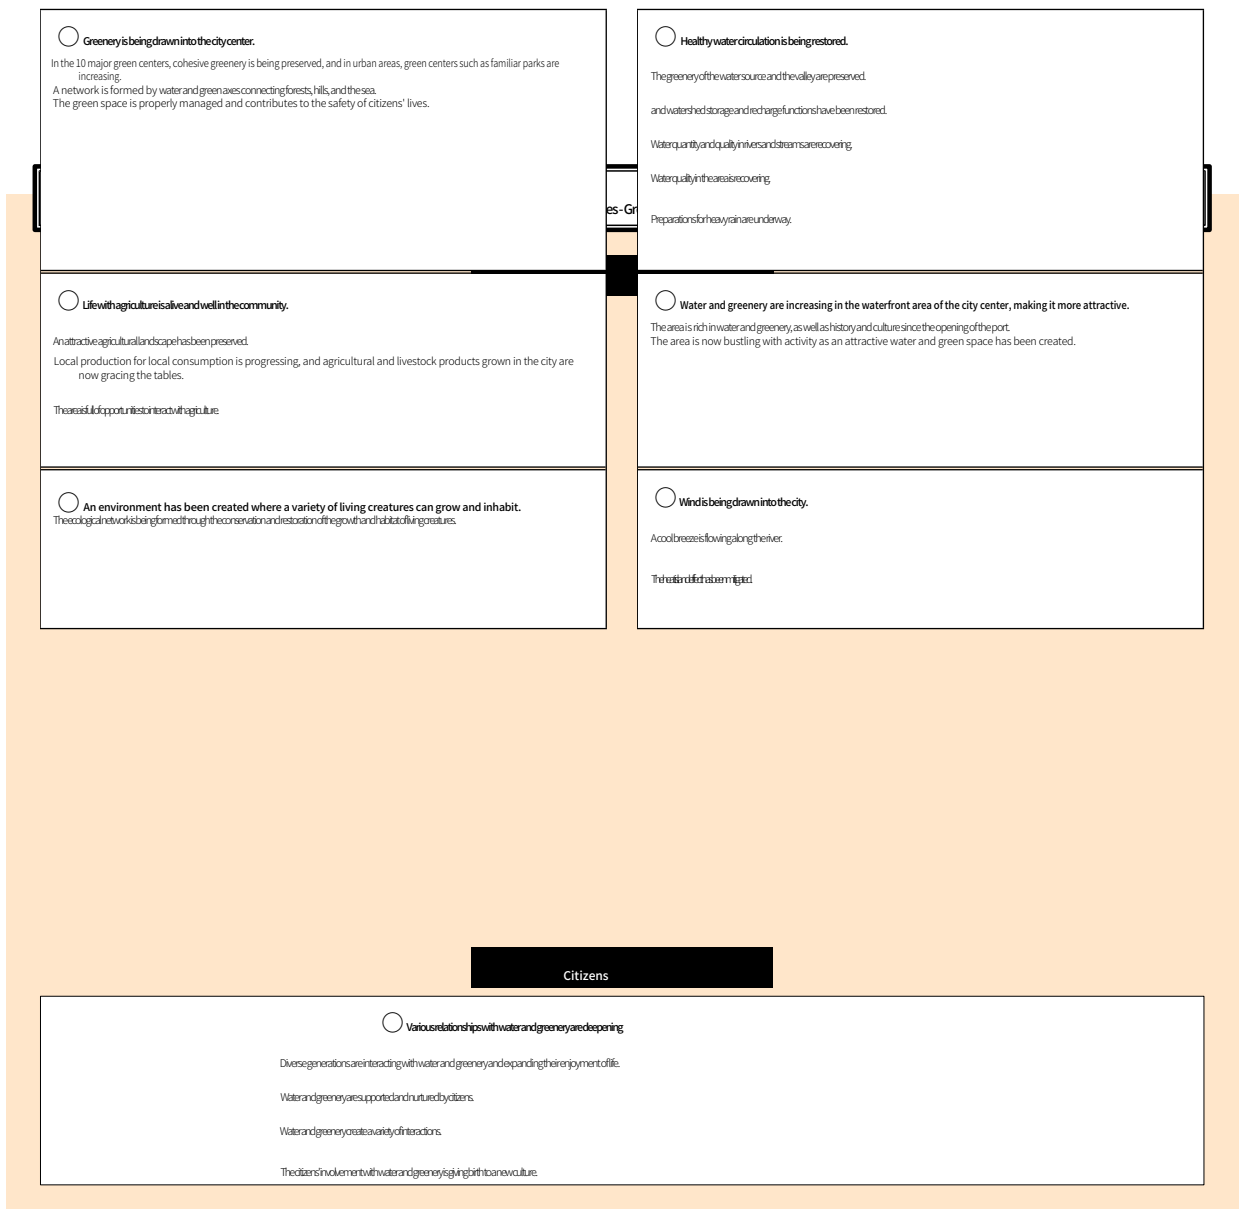 Greenery is being drawn into the city center.
In the 10 major green centers, cohesive greenery is being preserved, and in urban areas, green centers such as familiar parks are
increasing.
A network is formed by water and green axes connecting forests, hills, and the sea.
The green space is properly managed and contributes to the safety of citizens' lives.
Healthy water circulation is being restored.
The greenery of the water source and the valley are preserved.
and watershed storage and recharge functions have been restored.
Water quantity and quality in rivers and streams are recovering.
Water quality in the area is recovering.
Preparations for heavy rain are underway.
es - Gr
Life with agriculture is alive and well in the community.
An attractive agricultural landscape has been preserved.
Local production for local consumption is progressing, and agricultural and livestock products grown in the city are
now gracing the tables.
The area is full of opportunities to interact with agriculture.
Water and greenery are increasing in the waterfront area of the city center, making it more attractive.
The area is rich in water and greenery, as well as history and culture since the opening of the port.
The area is now bustling with activity as an attractive water and green space has been created.
An environment has been created where a variety of living creatures can grow and inhabit.
The ecological network is being formed through the conservation and restoration of the growth and habitat of living creatures.
Wind is being drawn into the city.
A cool breeze is flowing along the river.
The heat island effect has been mitigated.
Citizens
Various relationships with water and greenery are deepening
Diverse generations are interacting with water and greenery and expanding their enjoyment of life.
Water and greenery are supported and nurtured by citizens.
Water and greenery create a variety of interactions.
The citizens' involvement with water and greenery is giving birth to a new culture.